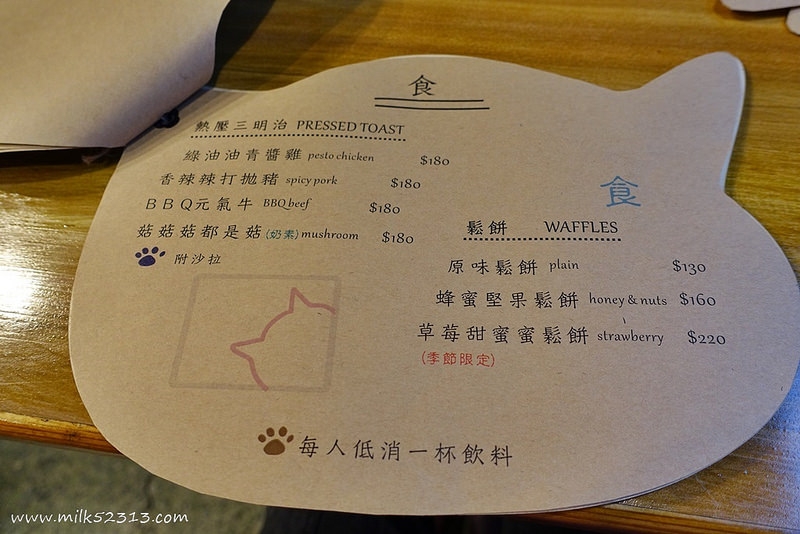 食
熱壓三明治 PRESSED TOAST
綠油油青醬雞 pesto chicken $180
香辣辣打拋豬 spicy pork $180
BBQ元氣牛 BBQ beef $180
菇菇菇都是菇(奶素) mushroom $180
附沙拉
食
鬆餅 WAFFLES
原味鬆餅 plain $130
蜂蜜堅果鬆餅 honey & nuts $160
草莓甜蜜蜜鬆餅 strawberry $220
(季節限定)
每人低消一杯飲料
www.milk52313.com